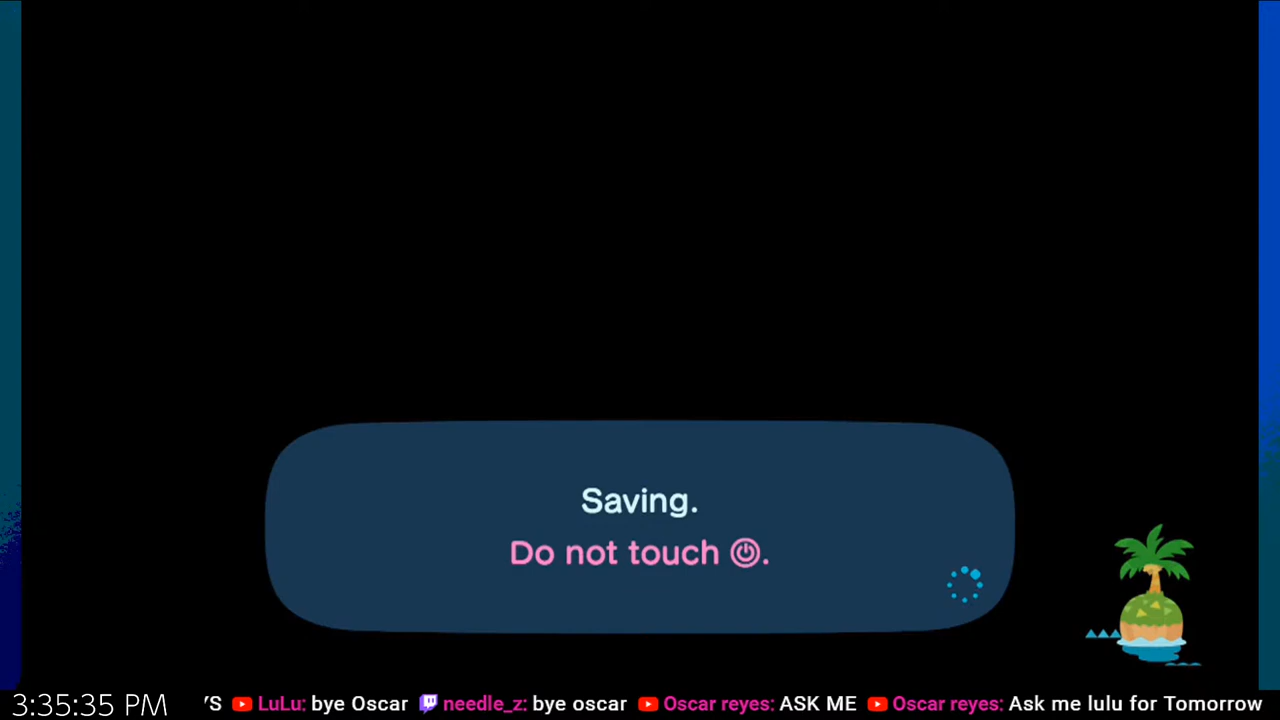 Saving.
Do not touch ⏻.
3:35:35 PM
'S LuLu: bye Oscar needle_z: bye oscar Oscar reyes: ASK ME Oscar reyes: Ask me lulu for Tomorrow